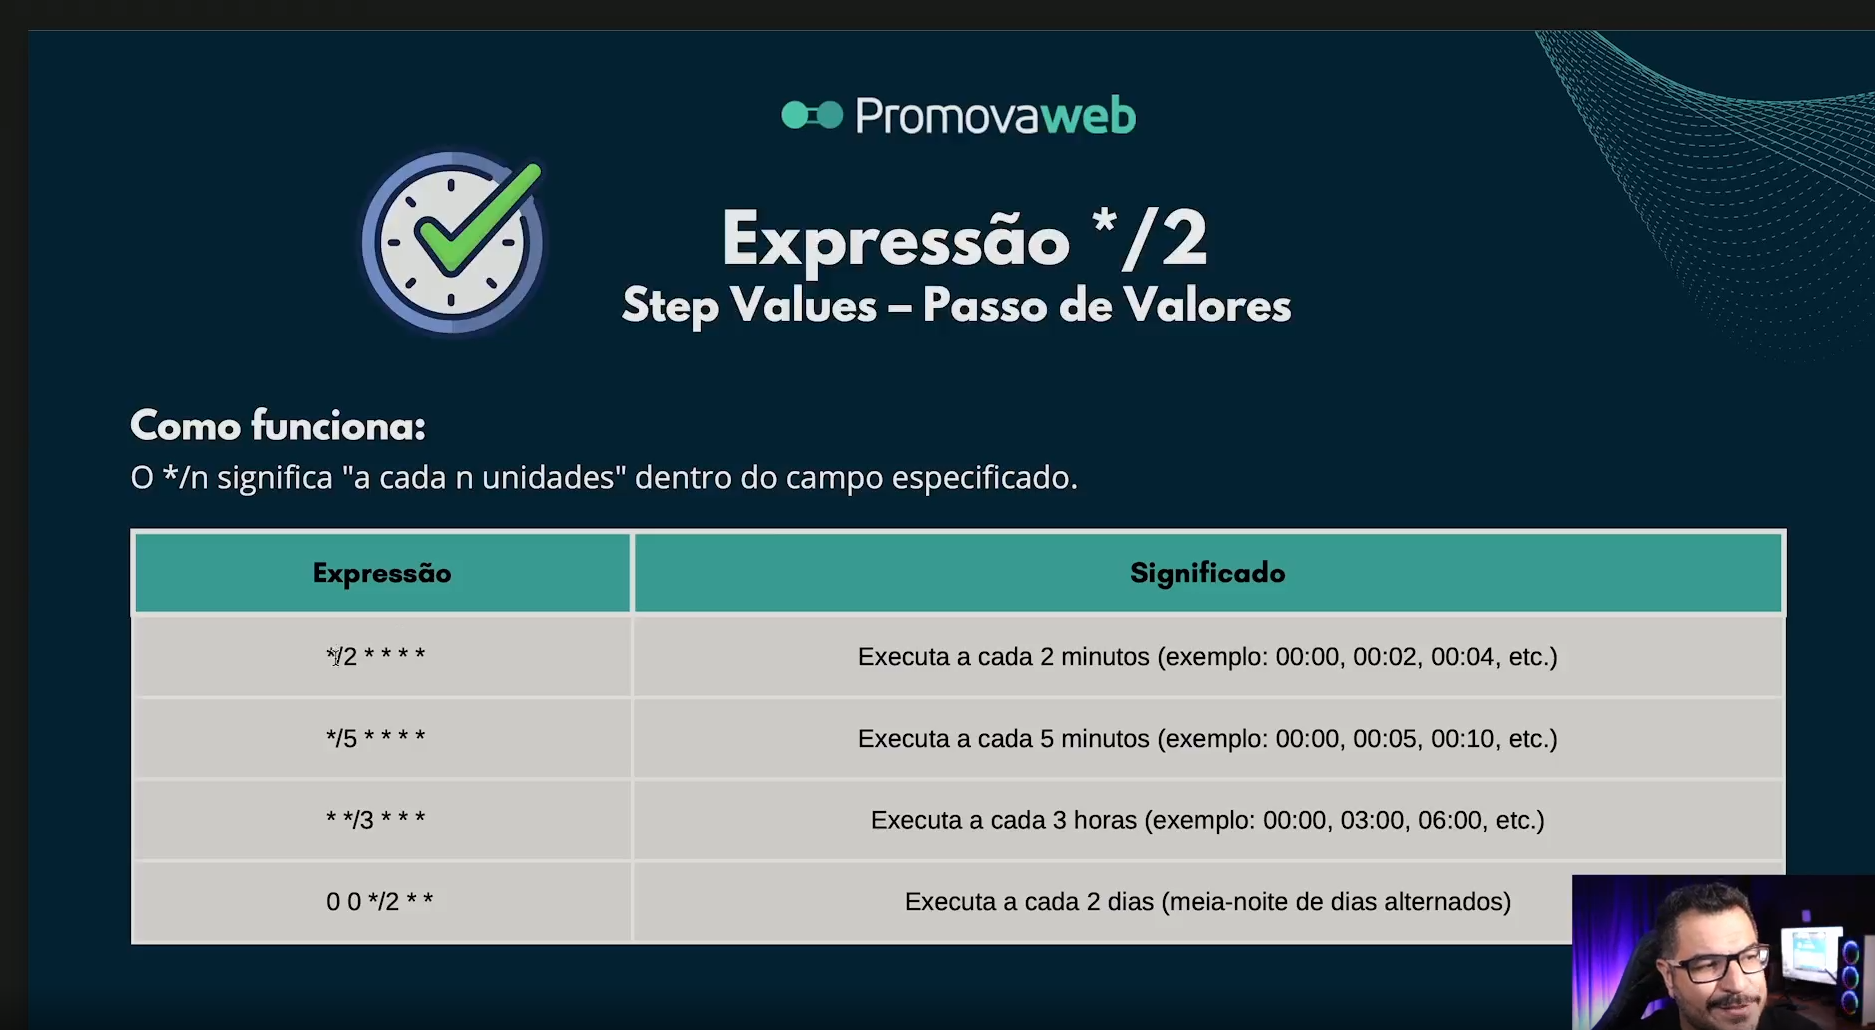 Promovaweb
Expressão */2
Step Values – Passo de Valores
Como funciona:
O */n significa "a cada n unidades" dentro do campo especificado.
Expressão Significado
*/2 * * * * Executa a cada 2 minutos (exemplo: 00:00, 00:02, 00:04, etc.)
*/5 * * * * Executa a cada 5 minutos (exemplo: 00:00, 00:05, 00:10, etc.)
* */3 * * * Executa a cada 3 horas (exemplo: 00:00, 03:00, 06:00, etc.)
0 0 */2 * * Executa a cada 2 dias (meia-noite de dias alternados)